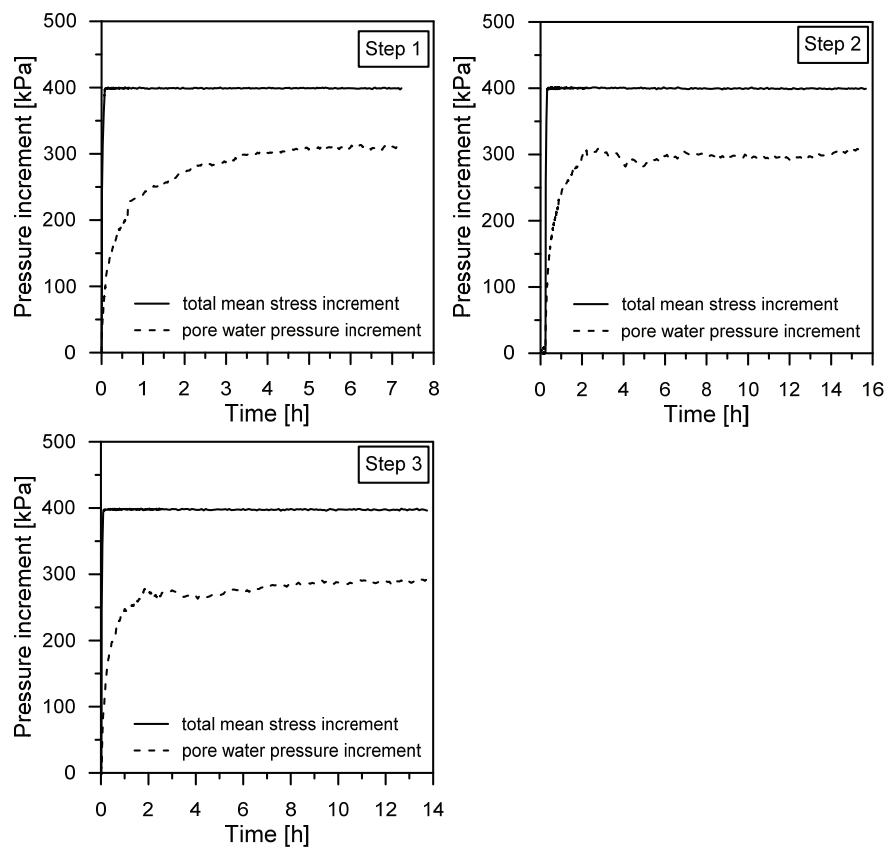 Step 1
Pressure increment [kPa]
500
400
300
200
100
0
total mean stress increment
pore water pressure increment
0 1 2 3 4 5 6 7 8
Time [h]
Step 2
Pressure increment [kPa]
500
400
300
200
100
0
total mean stress increment
pore water pressure increment
0 2 4 6 8 10 12 14 16
Time [h]
Step 3
Pressure increment [kPa]
500
400
300
200
100
0
total mean stress increment
pore water pressure increment
0 2 4 6 8 10 12 14
Time [h]